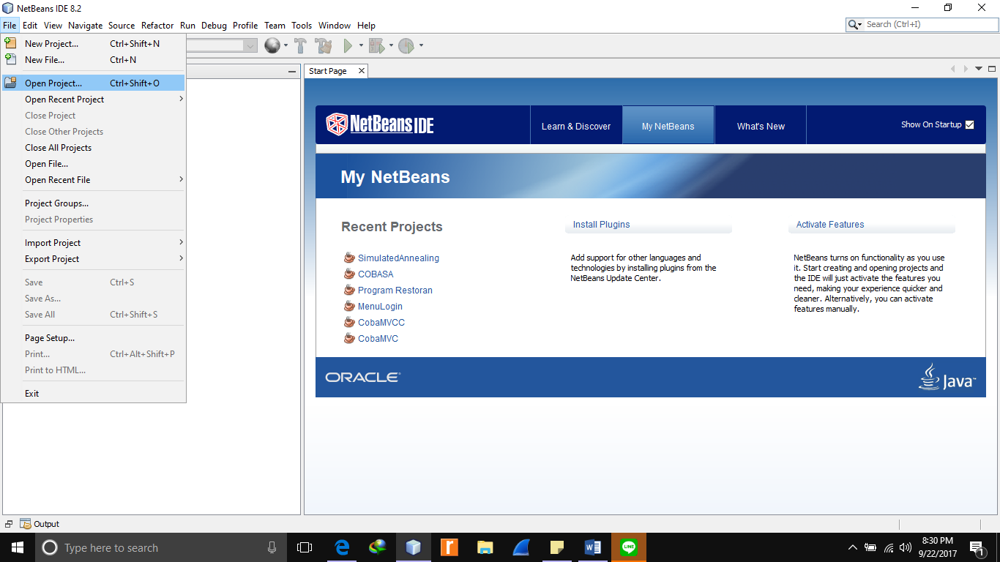 NetBeans IDE 8.2
File Edit View Navigate Source Refactor Run Debug Profile Team Tools Window Help
Search (Ctrl+I)
New Project... Ctrl+Shift+N
New File... Ctrl+N
Open Project... Ctrl+Shift+O
Open Recent Project
Close Project
Close Other Projects
Close All Projects
Open File...
Open Recent File
Project Groups...
Project Properties
Import Project
Export Project
Save Ctrl+S
Save As...
Save All Ctrl+Shift+S
Page Setup...
Print... Ctrl+Alt+Shift+P
Print to HTML...
Exit
Start Page
NetBeans IDE
Learn & Discover
My NetBeans
What's New
Show On Startup
My NetBeans
Recent Projects
SimulatedAnnealing
COBASA
Program Restoran
MenuLogin
CobaMVCC
CobaMVC
Install Plugins
Add support for other languages and
technologies by installing plugins from the
NetBeans Update Center.
Activate Features
NetBeans turns on functionality as you use
it. Start creating and opening projects and
the IDE will just activate the features you
need, making your experience quicker and
cleaner. Alternatively, you can activate
features manually.
ORACLE
Java™
Output
Type here to search
r
W
LINE
8:30 PM
9/22/2017
1